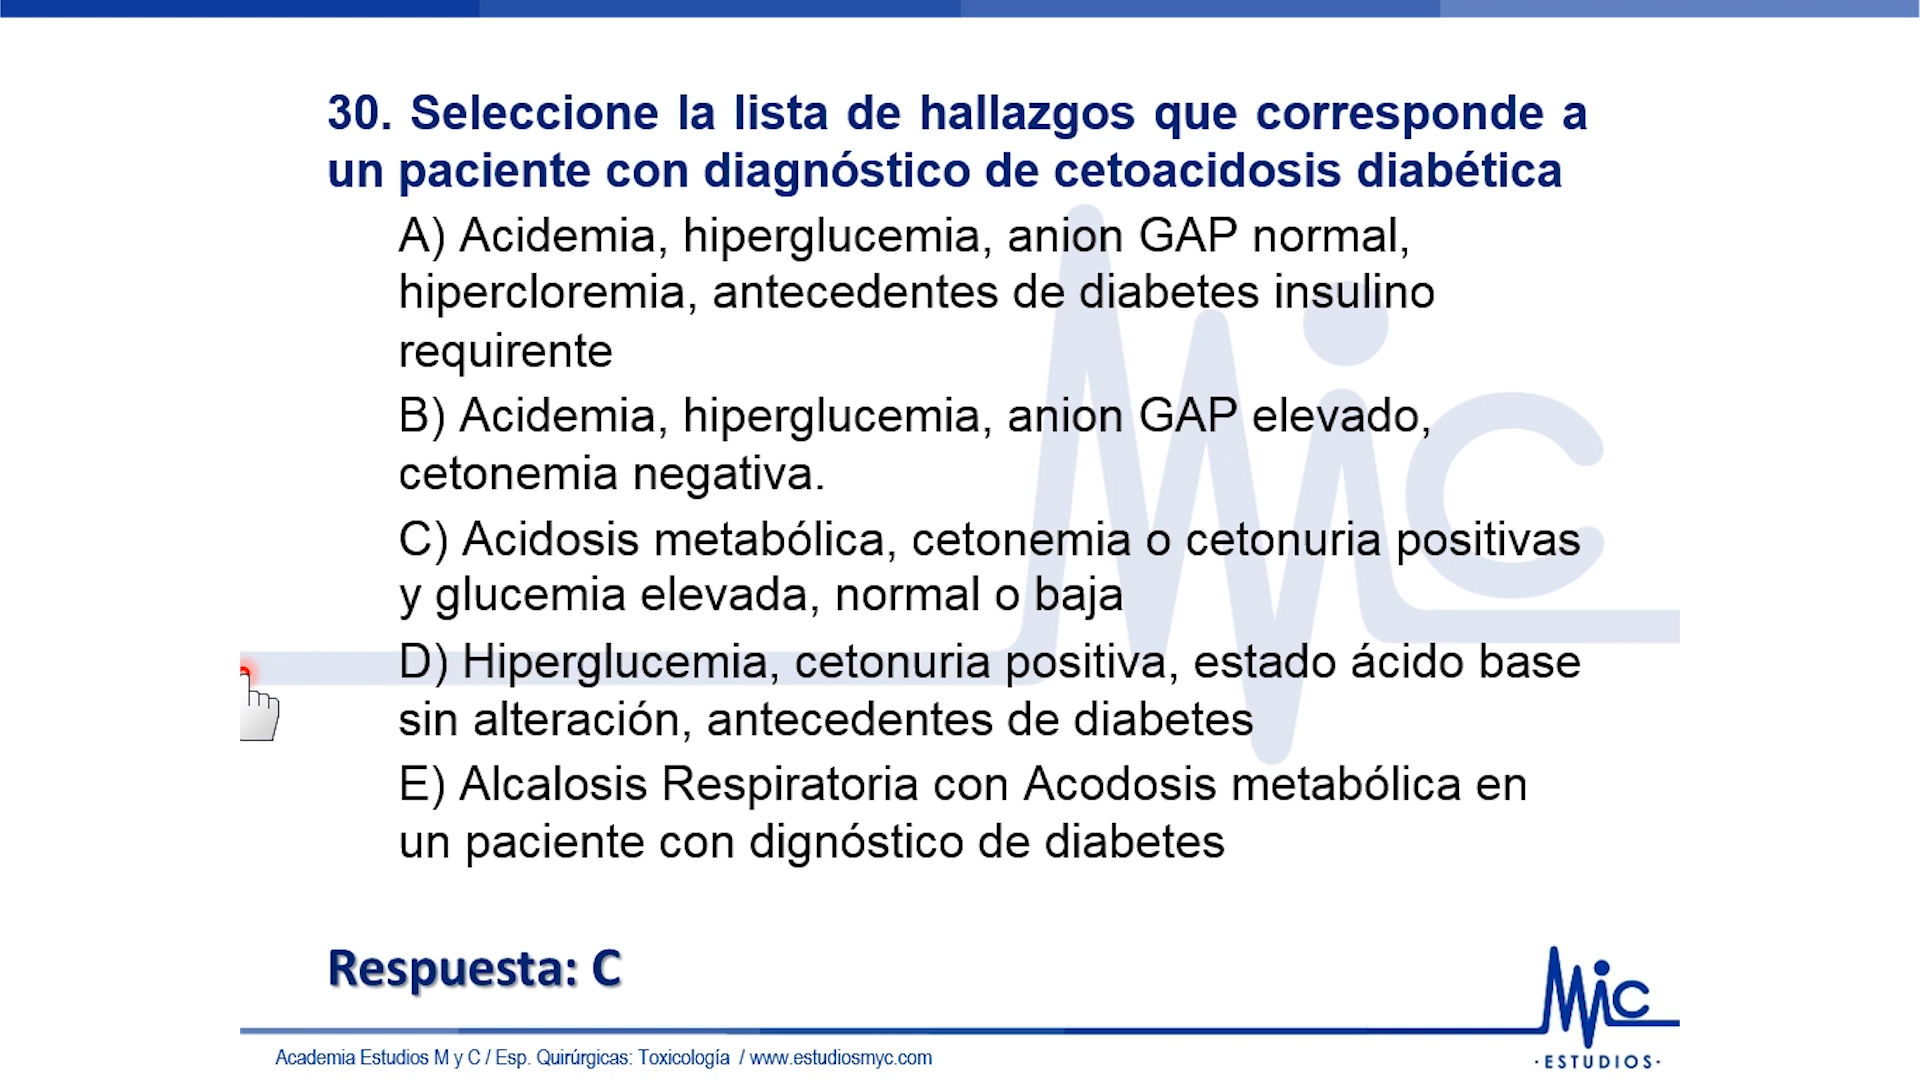 30. Seleccione la lista de hallazgos que corresponde a
un paciente con diagnóstico de cetoacidosis diabética
A) Acidemia, hiperglucemia, anion GAP normal,
hipercloremia, antecedentes de diabetes insulino
requirente
B) Acidemia, hiperglucemia, anion GAP elevado,
cetonemia negativa.
C) Acidosis metabólica, cetonemia o cetonuria positivas
y glucemia elevada, normal o baja
D) Hiperglucemia, cetonuria positiva, estado ácido base
sin alteración, antecedentes de diabetes
E) Alcalosis Respiratoria con Acodosis metabólica en
un paciente con dignóstico de diabetes
Respuesta: C
MiC
·ESTUDIOS·
Academia Estudios M y C / Esp. Quirúrgicas: Toxicología / www.estudiosmyc.com